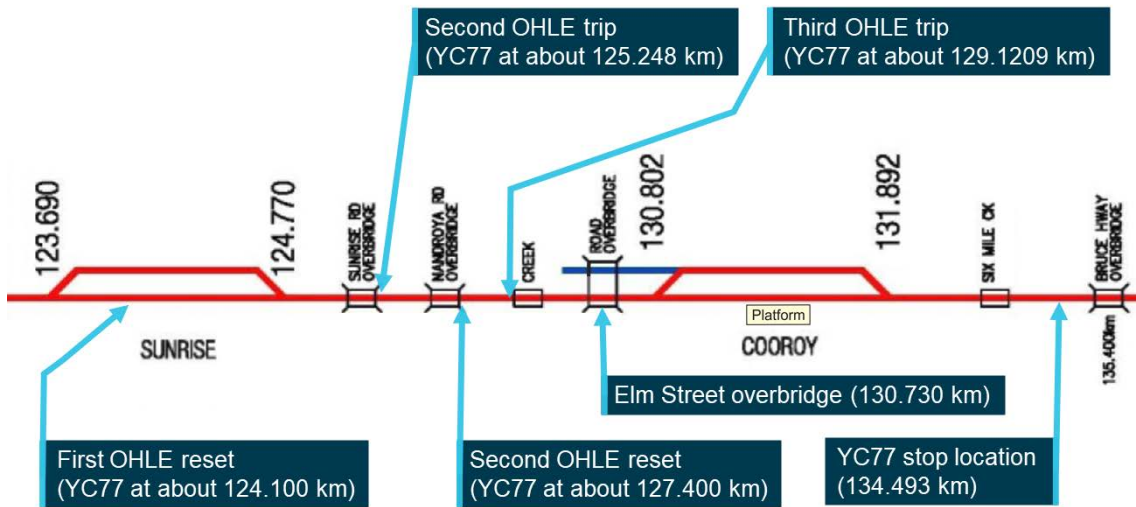 Second OHLE trip
(YC77 at about 125.248 km)
Third OHLE trip
(YC77 at about 129.1209 km)
123.690
124.770
SUNRISE RD
OVERBRIDGE
NANDROYA RD
OVERBRIDGE
CREEK
ROAD
OVERBRIDGE
130.802
131.892
SIX MILE CK
BRUCE HWAY
OVERBRIDGE
135.400km
Platform
SUNRISE
COOROY
Elm Street overbridge (130.730 km)
First OHLE reset
(YC77 at about 124.100 km)
Second OHLE reset
(YC77 at about 127.400 km)
YC77 stop location
(134.493 km)